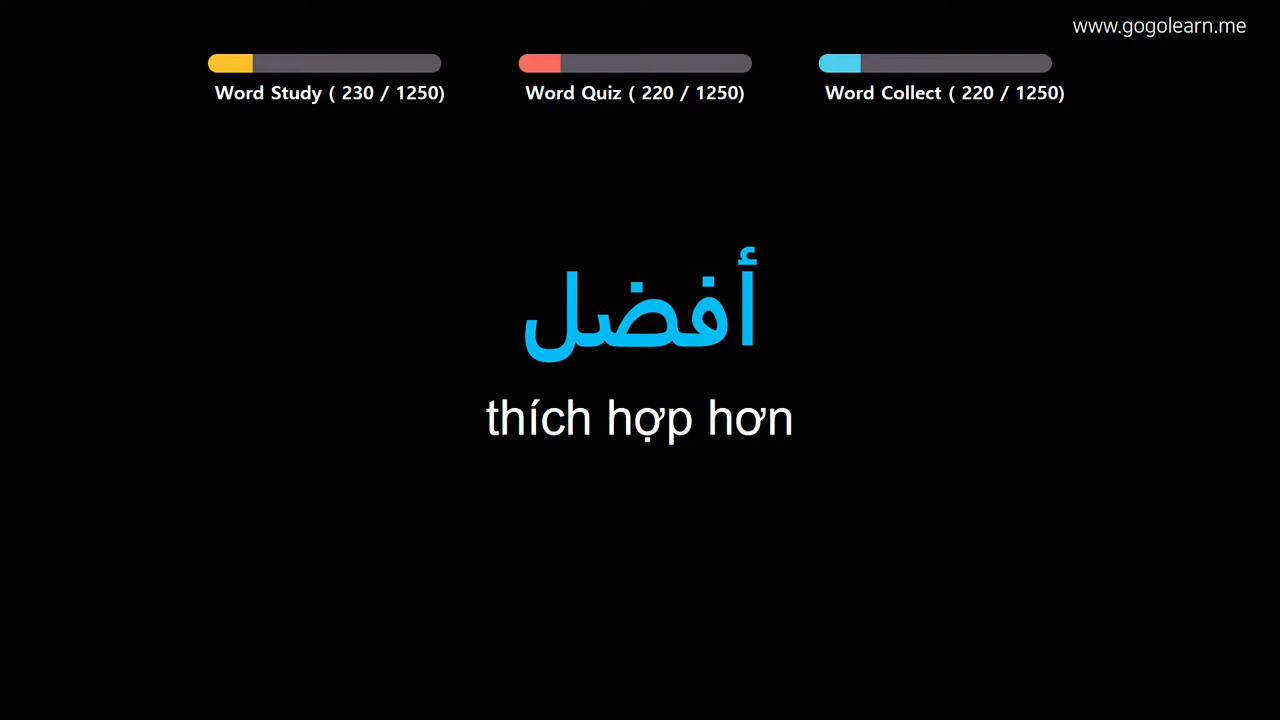 www.gogolearn.me
Word Study ( 230 / 1250)
Word Quiz ( 220 / 1250)
Word Collect ( 220 / 1250)
أفضل
thích hợp hơn